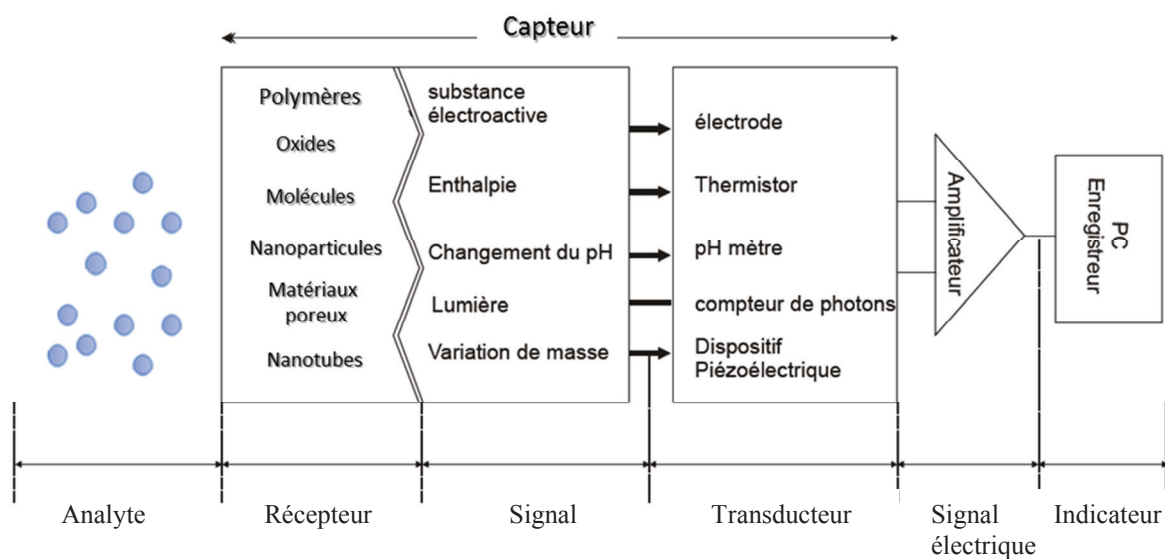 Capteur
Polymères
Oxides
Molécules
Nanoparticules
Matériaux
poreux
Nanotubes
substance
électroactive
Enthalpie
Changement du pH
Lumière
Variation de masse
électrode
Thermistor
pH mètre
compteur de photons
Dispositif
Piézoélectrique
Amplificateur
PC
Enregistreur
Analyte
Récepteur
Signal
Transducteur
Signal
électrique
Indicateur